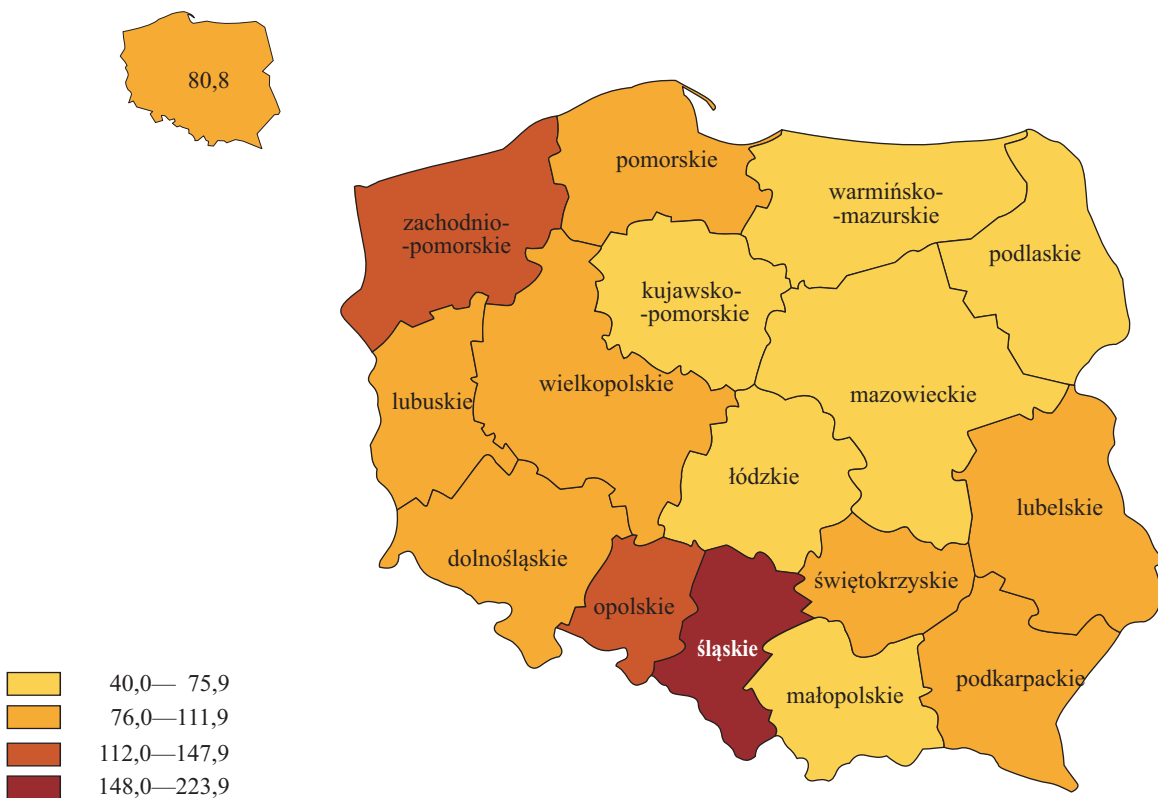 80,8
pomorskie
warmińsko-
-mazurskie
zachodnio-
-pomorskie
podlaskie
kujawsko-
-pomorskie
wielkopolskie
mazowieckie
lubuskie
łódzkie
lubelskie
dolnośląskie
świętokrzyskie
opolskie
śląskie
podkarpackie
małopolskie
40,0— 75,9
76,0—111,9
112,0—147,9
148,0—223,9